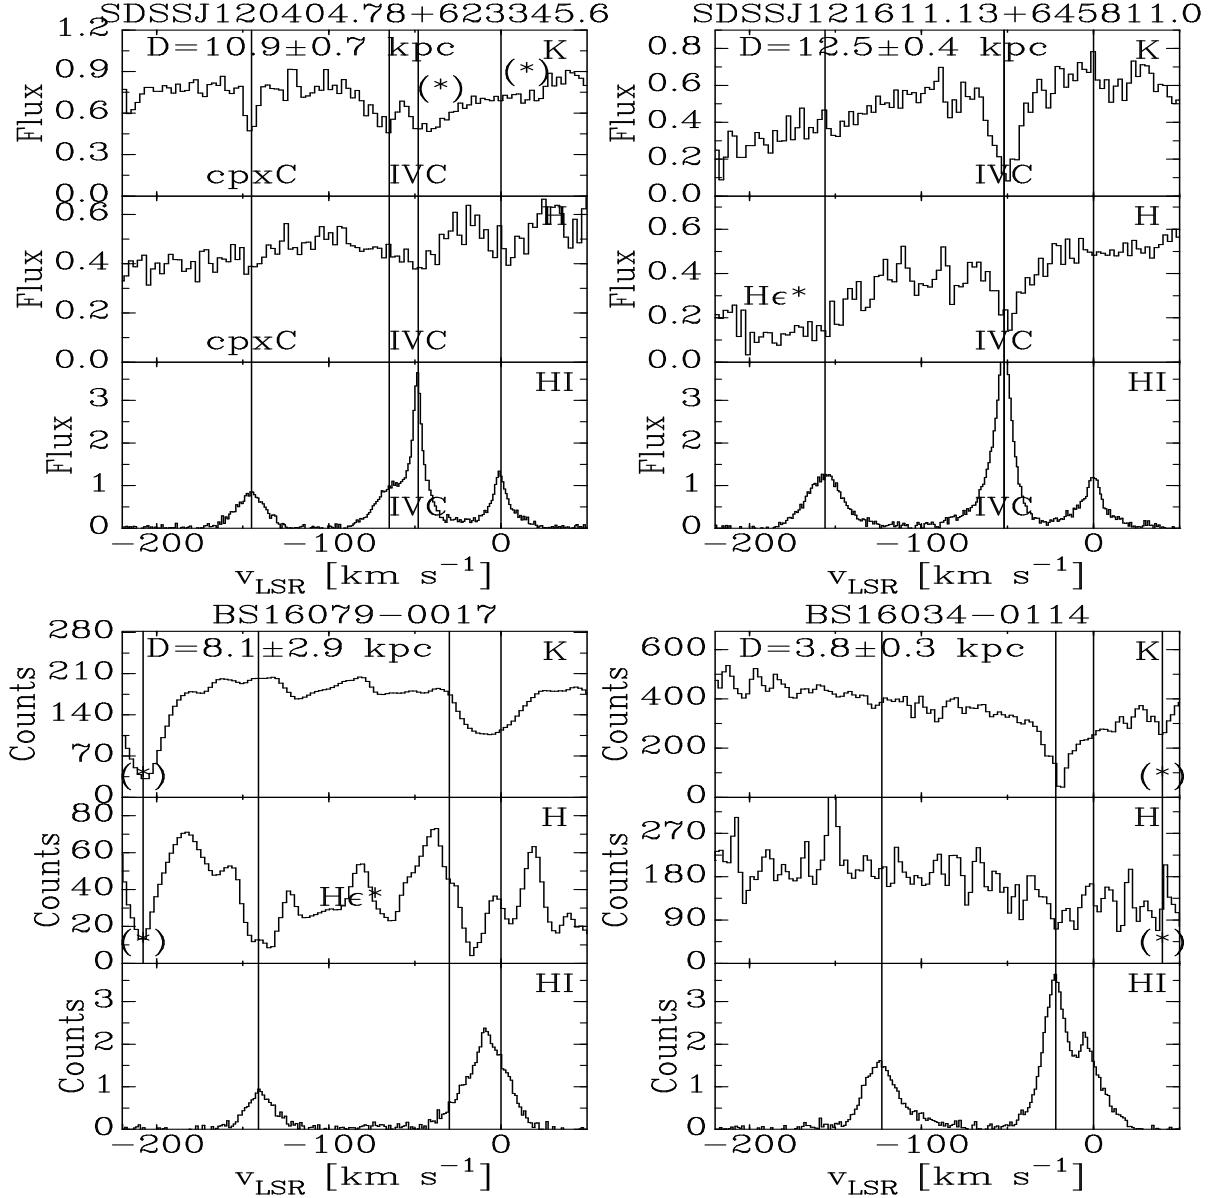 SDSSJ120404.78+623345.6
D=10.9±0.7 kpc
K
(*)
(*)
Flux
1.2
0.9
0.6
0.3
0.0
cpxC
IVC
H
Flux
0.6
0.4
0.2
0.0
cpxC
IVC
HI
Flux
3
2
1
0
IVC
−200 −100 0
vLSR [km s−1]
SDSSJ121611.13+645811.0
D=12.5±0.4 kpc
K
Flux
0.8
0.6
0.4
0.2
0.0
IVC
H
Flux
0.6
0.4
0.2
0.0
Hϵ*
IVC
HI
Flux
3
2
1
0
IVC
−200 −100 0
vLSR [km s−1]
BS16079−0017
D=8.1±2.9 kpc
K
Counts
280
210
140
70
0
(*)
H
Counts
80
60
40
20
0
Hϵ*
(*)
HI
Counts
3
2
1
0
−200 −100 0
vLSR [km s−1]
BS16034−0114
D=3.8±0.3 kpc
K
Counts
600
400
200
0
(*)
H
Counts
270
180
90
0
(*)
HI
Counts
3
2
1
0
−200 −100 0
vLSR [km s−1]